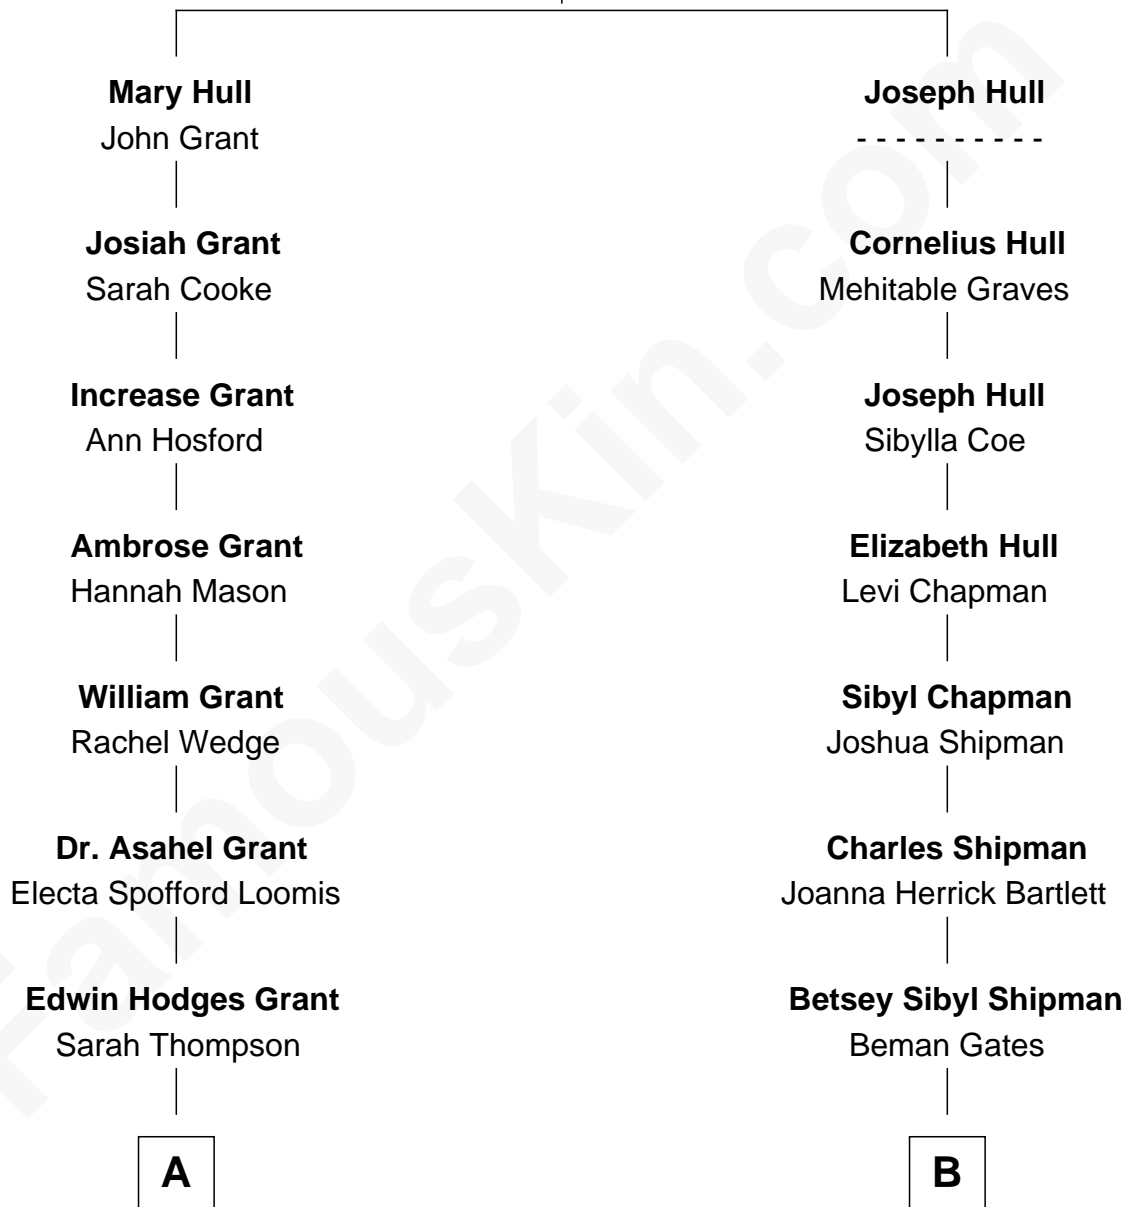 Mary Hull
John Grant
Joseph Hull
- - - - - - - - - -
Josiah Grant
Sarah Cooke
Cornelius Hull
Mehitable Graves
Increase Grant
Ann Hosford
Joseph Hull
Sibylla Coe
Ambrose Grant
Hannah Mason
Elizabeth Hull
Levi Chapman
William Grant
Rachel Wedge
Sibyl Chapman
Joshua Shipman
Dr. Asahel Grant
Electa Spofford Loomis
Charles Shipman
Joanna Herrick Bartlett
Edwin Hodges Grant
Sarah Thompson
Betsey Sibyl Shipman
Beman Gates
A
B
FamousKin.com